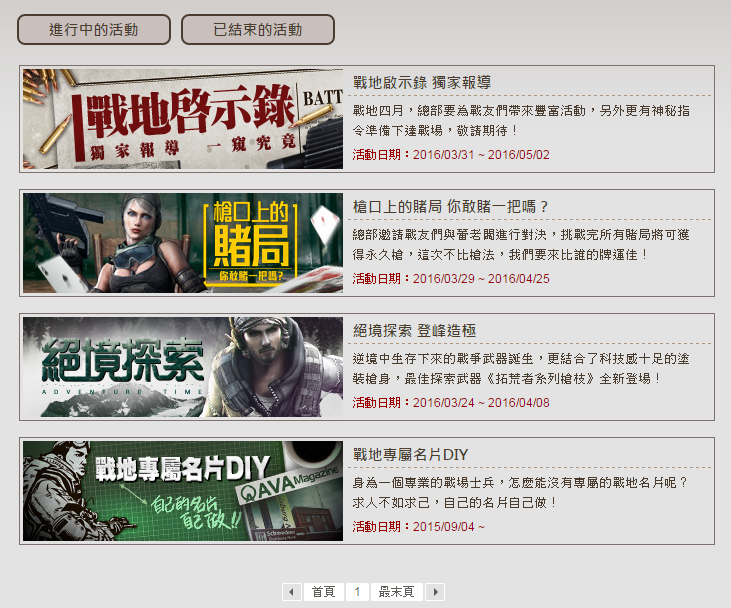 進行中的活動
已結束的活動
戰地啓示錄
BATT
獨家報導 一窺究竟
戰地啟示錄 獨家報導
戰地四月，總部要為戰友們帶來豐富活動，另外更有神秘指
令準備下達戰場，敬請期待！
活動日期：2016/03/31 ~ 2016/05/02
槍口上的
賭局
你敢賭一把嗎?
槍口上的賭局 你敢賭一把嗎？
總部邀請戰友們與蕾老闆進行對決，挑戰完所有賭局將可獲
得永久槍，這次不比槍法，我們要來比誰的牌運佳！
活動日期：2016/03/29 ~ 2016/04/25
絕境探索
ADVENTURE TIME
絕境探索 登峰造極
逆境中生存下來的戰爭武器誕生，更結合了科技感十足的塗
裝槍身，最佳探索武器《拓荒者系列槍枝》全新登場！
活動日期：2016/03/24 ~ 2016/04/08
戰地專屬名片DIY
自己的名片
自己做!!
QAVA Magazine
戰地專屬名片DIY
身為一個專業的戰場士兵，怎麼能沒有專屬的戰地名片呢？
求人不如求己，自己的名片自己做！
活動日期：2015/09/04 ~
首頁 1 最末頁